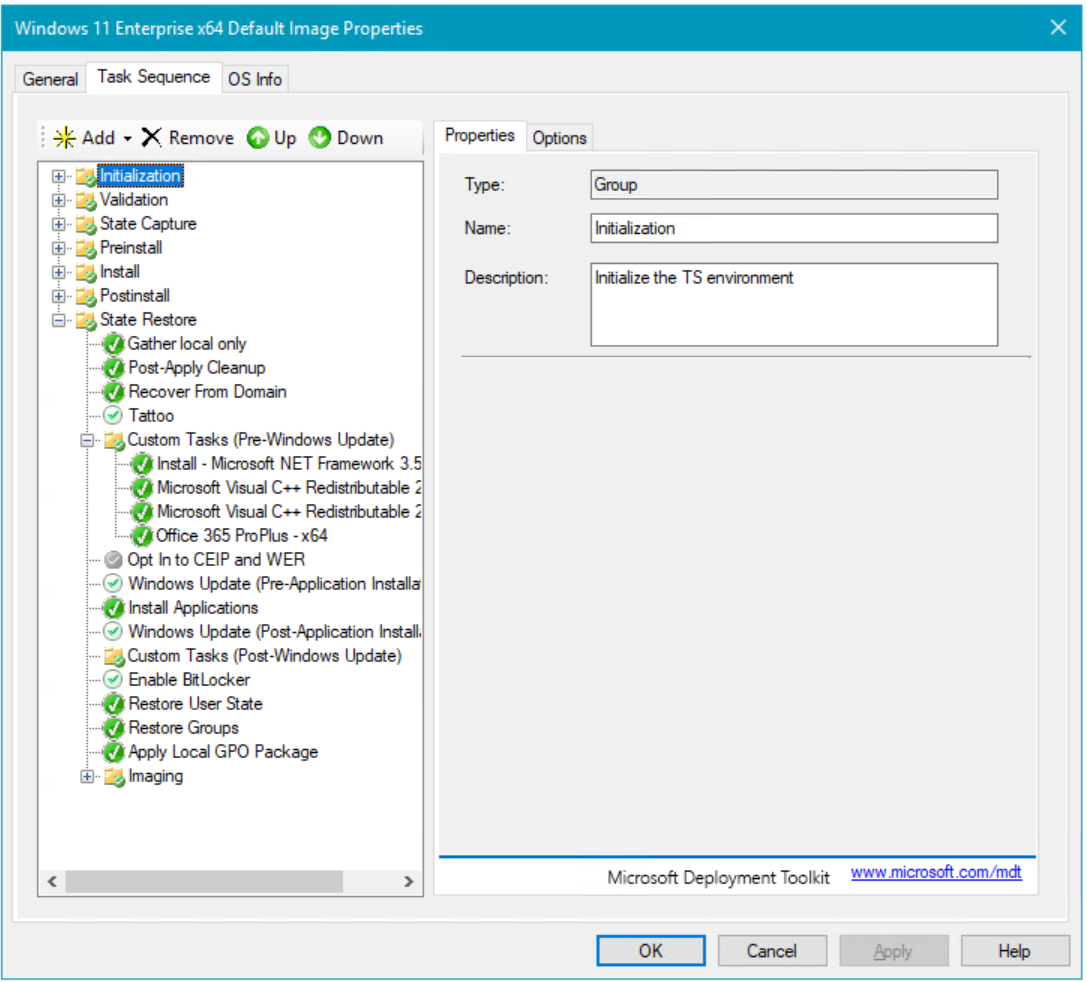 Windows 11 Enterprise x64 Default Image Properties
General Task Sequence OS Info
Add Remove Up Down
Initialization
Validation
State Capture
Preinstall
Install
Postinstall
State Restore
Gather local only
Post-Apply Cleanup
Recover From Domain
Tattoo
Custom Tasks (Pre-Windows Update)
Install - Microsoft NET Framework 3.5
Microsoft Visual C++ Redistributable 2
Microsoft Visual C++ Redistributable 2
Office 365 ProPlus - x64
Opt In to CEIP and WER
Windows Update (Pre-Application Installa
Install Applications
Windows Update (Post-Application Install
Custom Tasks (Post-Windows Update)
Enable BitLocker
Restore User State
Restore Groups
Apply Local GPO Package
Imaging
Properties Options
Type: Group
Name: Initialization
Description: Initialize the TS environment
Microsoft Deployment Toolkit www.microsoft.com/mdt
OK Cancel Apply Help